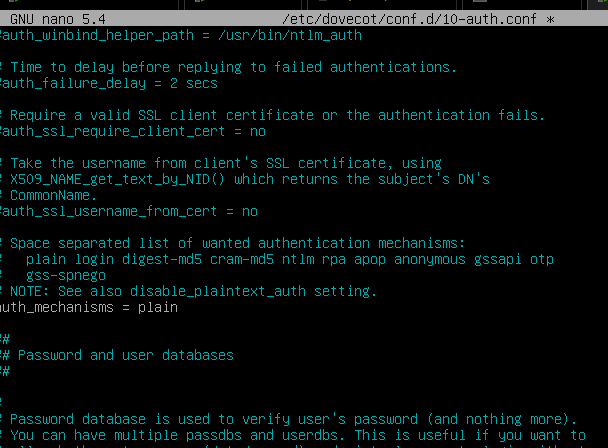 GNU nano 5.4 /etc/dovecot/conf.d/10-auth.conf *
#auth_winbind_helper_path = /usr/bin/ntlm_auth
# Time to delay before replying to failed authentications.
#auth_failure_delay = 2 secs
# Require a valid SSL client certificate or the authentication fails.
#auth_ssl_require_client_cert = no
# Take the username from client's SSL certificate, using
# X509_NAME_get_text_by_NID() which returns the subject's DN's
# CommonName.
#auth_ssl_username_from_cert = no
# Space separated list of wanted authentication mechanisms:
#   plain login digest-md5 cram-md5 ntlm rpa apop anonymous gssapi otp
#   gss-spnego
# NOTE: See also disable_plaintext_auth setting.
auth_mechanisms = plain
##
## Password and user databases
##
#
# Password database is used to verify user's password (and nothing more).
# You can have multiple passdbs and userdbs. This is useful if you want to